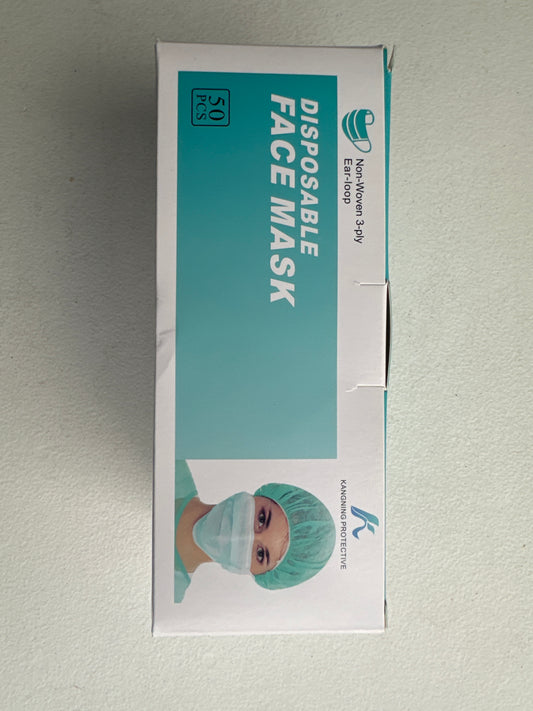 Non-Woven 3-ply
Ear-loop
KANGNING PROTECTIVE
DISPOSABLE
FACE MASK
50
PCS